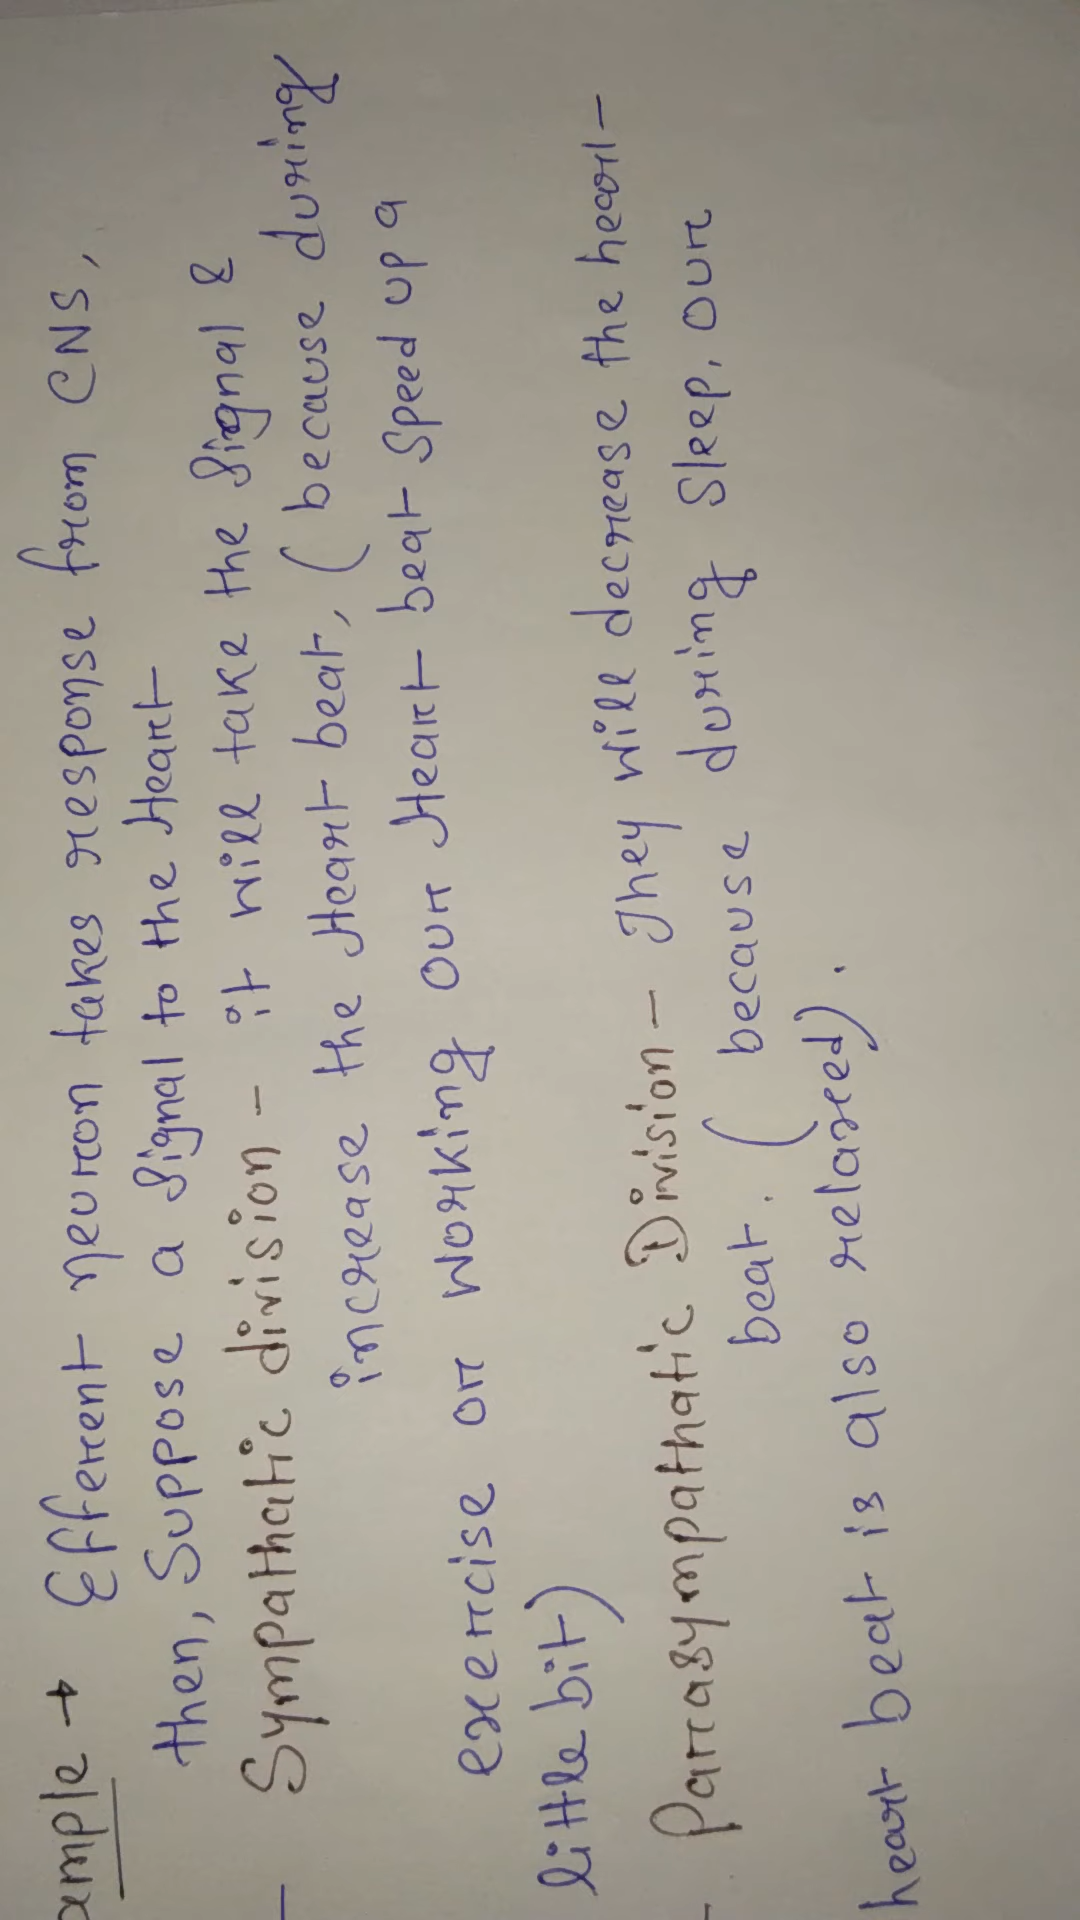 ample → Efferent neuron takes response from CNS,
then, Suppose a signal to the Heart
- Sympathatic division - it will take the signal &
increase the Heart beat, ( because during
exercise or working our Heart beat speed up a
little bit)
- Parasympathatic Division - They will decrease the heart-
beat. ( because during Sleep, our
heart beat is also relaxed).